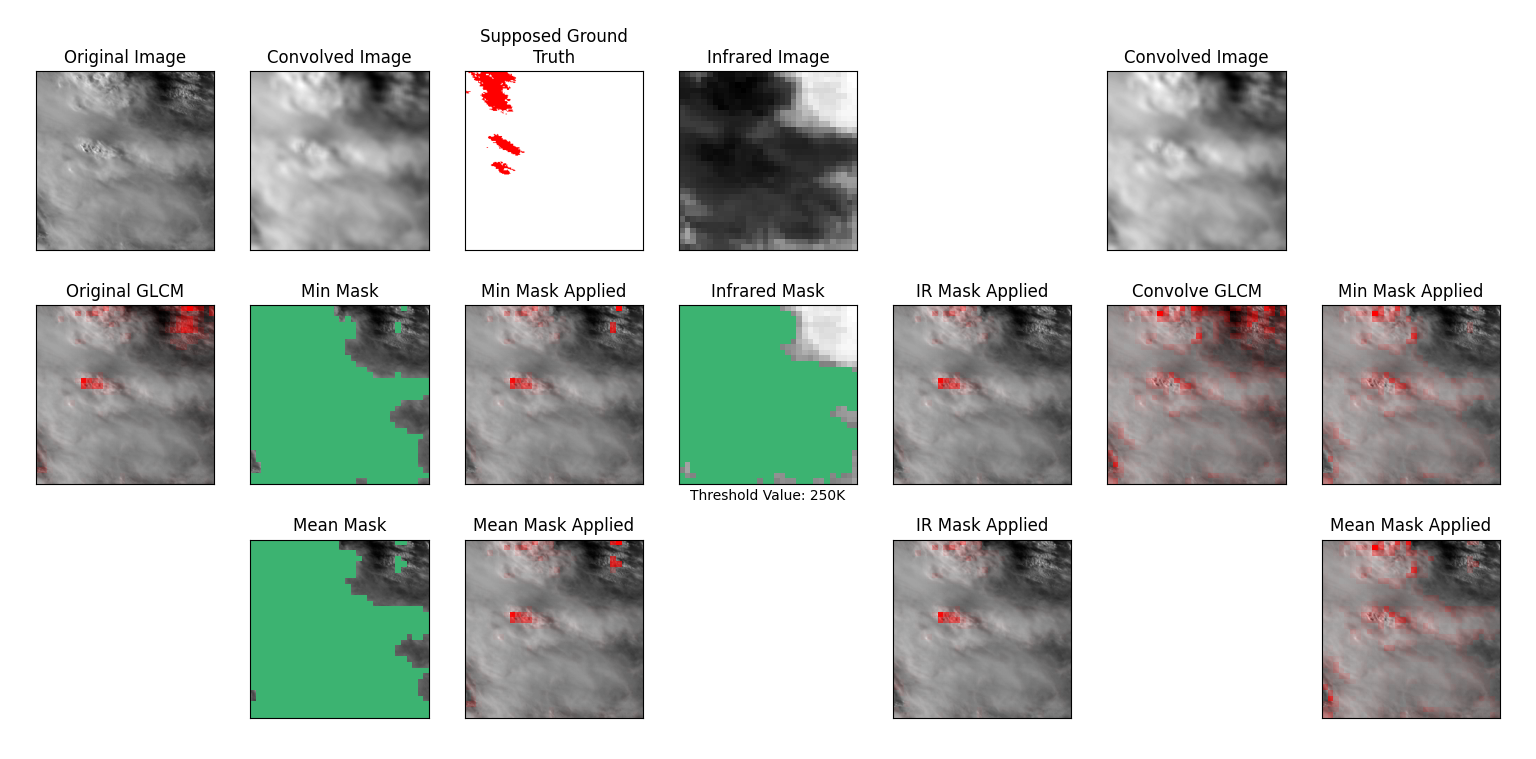 Original Image
Convolved Image
Supposed Ground
Truth
Infrared Image
Convolved Image
Original GLCM
Min Mask
Min Mask Applied
Infrared Mask
IR Mask Applied
Convolve GLCM
Min Mask Applied
Threshold Value: 250K
Mean Mask
Mean Mask Applied
IR Mask Applied
Mean Mask Applied